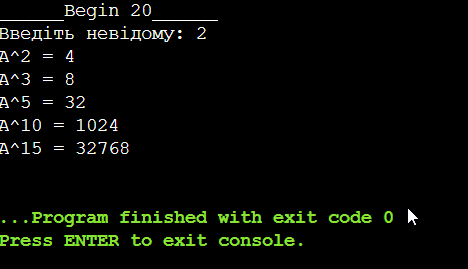 ______Begin 20______
Введіть невідому: 2
A^2 = 4
A^3 = 8
A^5 = 32
A^10 = 1024
A^15 = 32768
...Program finished with exit code 0
Press ENTER to exit console.